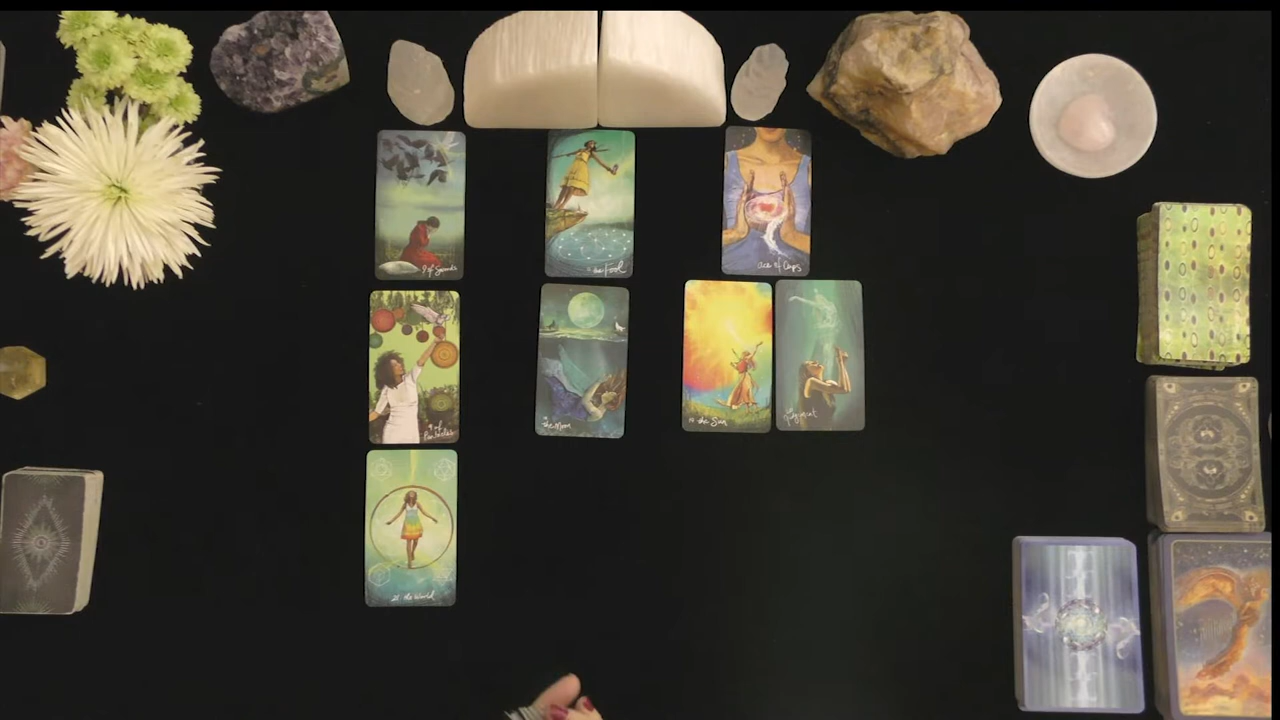 9 of Swords
the Fool
ace of Cups
9 of
Pentacles
the Moon
the Sun
Judgement
21. the World